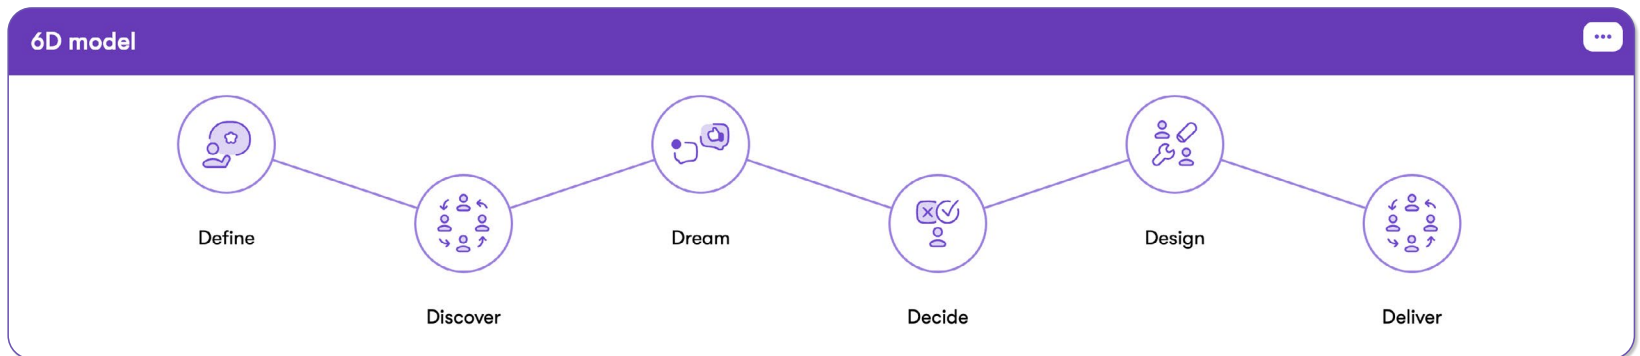 6D model
Define
Discover
Dream
Decide
Design
Deliver